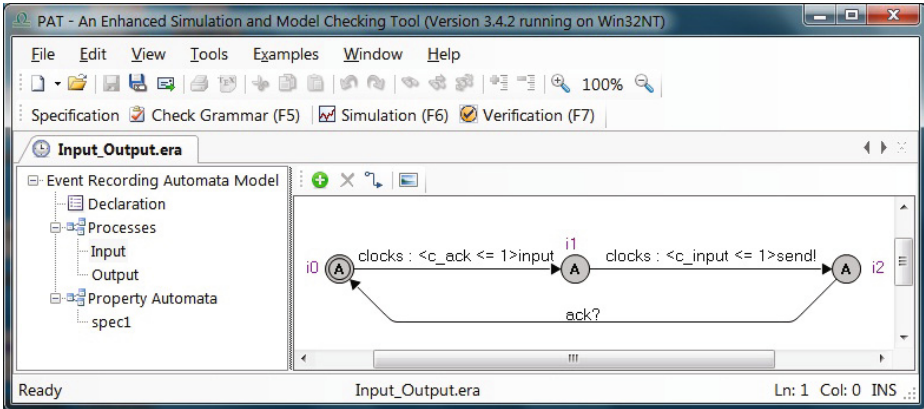 PAT - An Enhanced Simulation and Model Checking Tool (Version 3.4.2 running on Win32NT)
File Edit View Tools Examples Window Help
100%
Specification Check Grammar (F5) Simulation (F6) Verification (F7)
Input_Output.era
Event Recording Automata Model
Declaration
Processes
Input
Output
Property Automata
spec1
i1
clocks : <c_ack <= 1>input clocks : <c_input <= 1>send!
i0 A A A i2
ack?
Ready Input_Output.era Ln: 1 Col: 0 INS